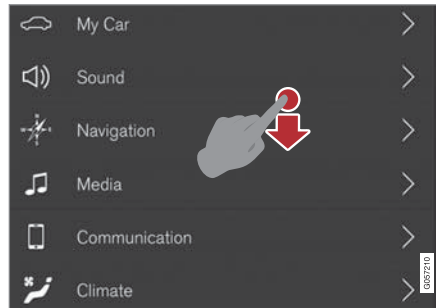 My Car
Sound
Navigation
Media
Communication
Climate
G057210